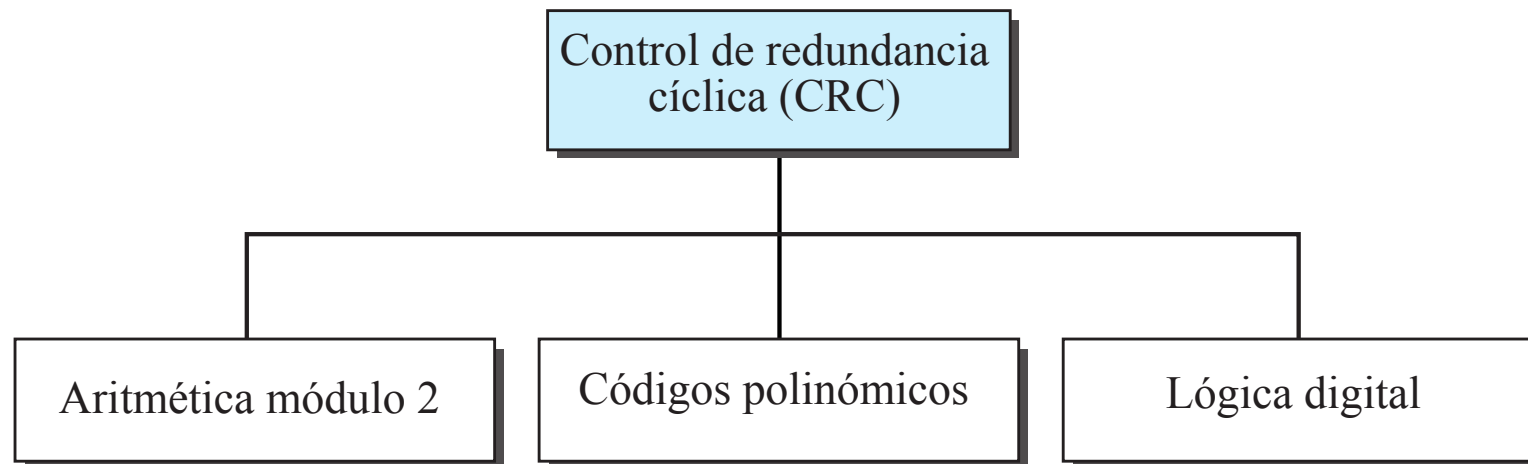 Control de redundancia
cíclica (CRC)
Aritmética módulo 2
Códigos polinómicos
Lógica digital